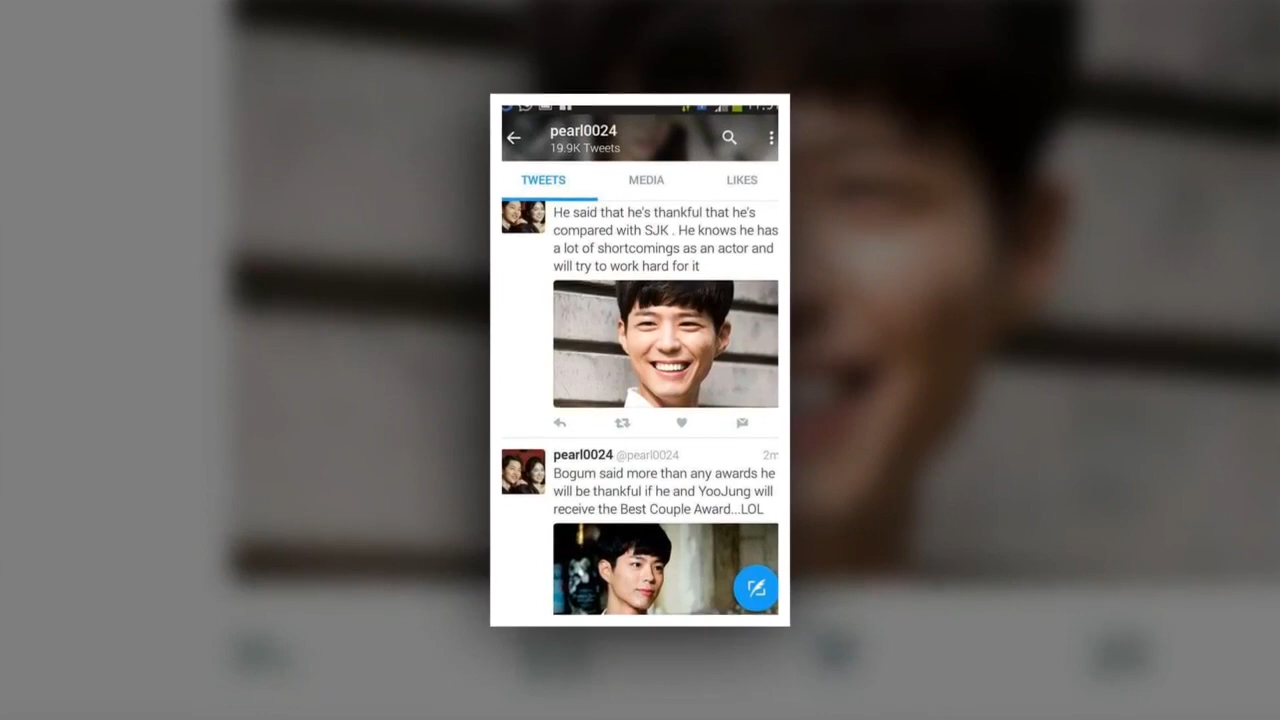 pearl0024
19.9K Tweets
TWEETS
MEDIA
LIKES
He said that he's thankful that he's
compared with SJK . He knows he has
a lot of shortcomings as an actor and
will try to work hard for it
pearl0024 @pearl0024 2m
Bogum said more than any awards he
will be thankful if he and YooJung will
receive the Best Couple Award...LOL